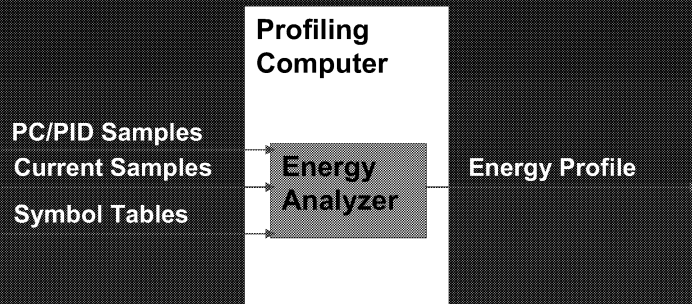 Profiling
Computer
PC/PID Samples
Current Samples
Symbol Tables
Energy
Analyzer
Energy Profile